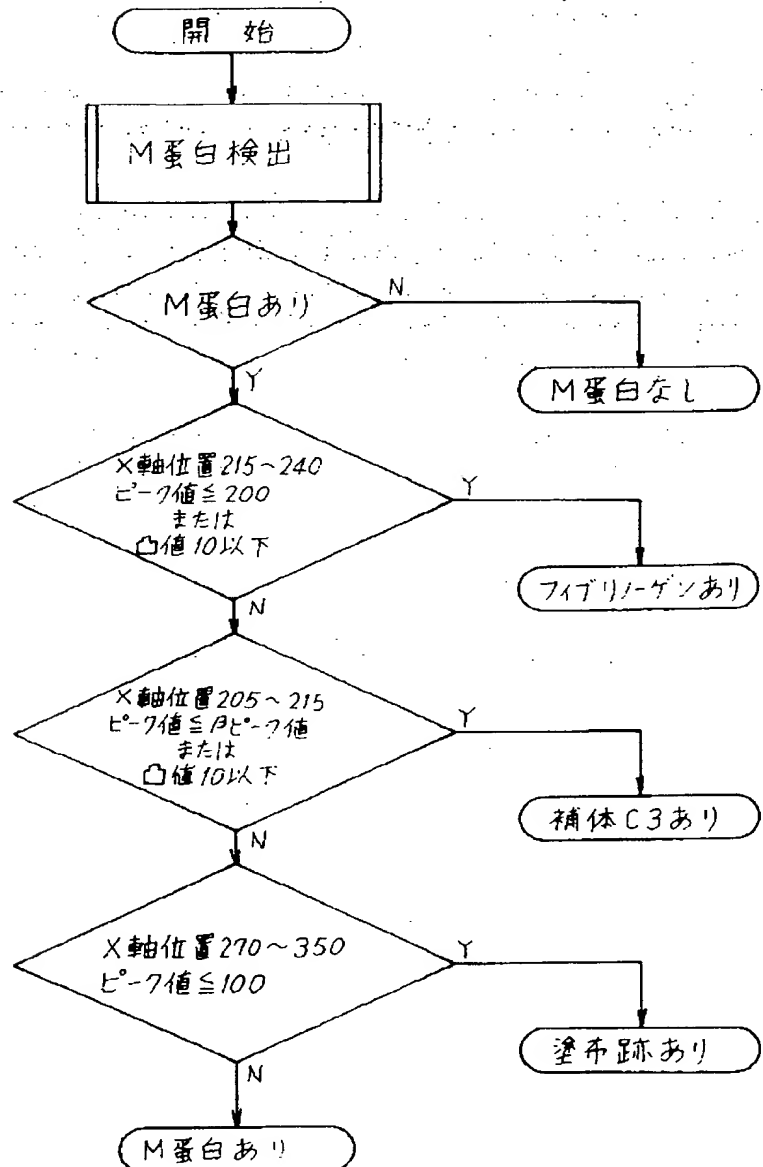 開始
M蛋白検出
M蛋白あり
N
Y
M蛋白なし
X軸位置215~240
ピーク値≦200
または
凸値10以下
Y
N
フィブリノーゲンあり
X軸位置205~215
ピーク値≦βピーク値
または
凸値10以下
Y
N
補体C3あり
X軸位置270~350
ピーク値≦100
Y
N
塗布跡あり
M蛋白あり